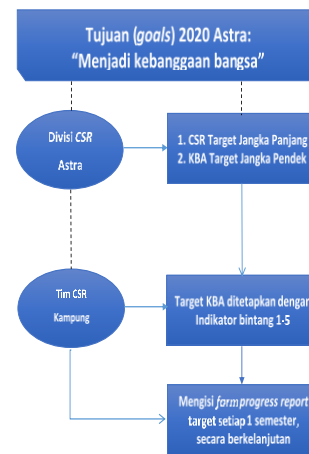 Tujuan (goals) 2020 Astra:
“Menjadi kebanggaan bangsa”
Divisi CSR
Astra
1. CSR Target Jangka Panjang
2. KBA Target Jangka Pendek
Tim CSR
Kampung
Target KBA ditetapkan dengan
Indikator bintang 1-5
Mengisi form progress report
target setiap 1 semester,
secara berkelanjutan